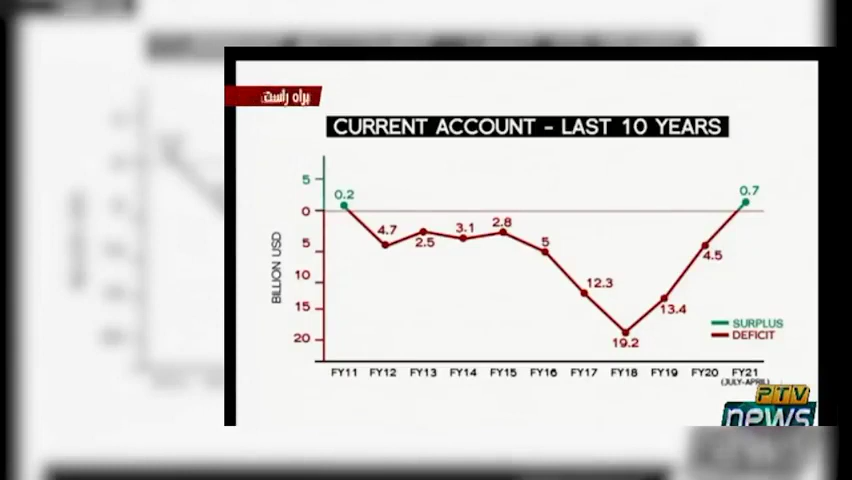 براہ راست
CURRENT ACCOUNT - LAST 10 YEARS
5
0
5
10
15
20
BILLION USD
0.2
4.7
2.5
3.1
2.8
5
12.3
19.2
13.4
4.5
0.7
SURPLUS
DEFICIT
FY11 FY12 FY13 FY14 FY15 FY16 FY17 FY18 FY19 FY20 FY21
(JULY-APRIL)
PTV
news